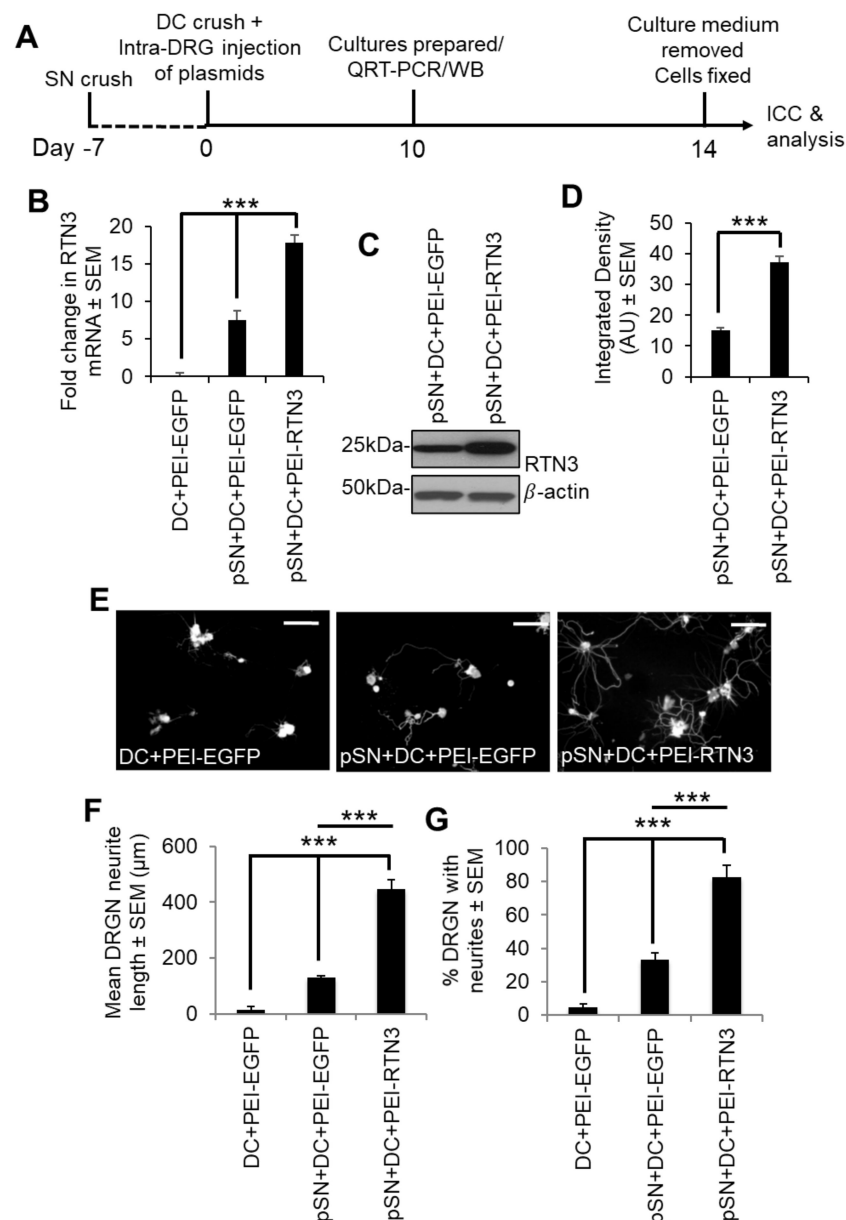 A
DC crush +
Intra-DRG injection
of plasmids
SN crush
Cultures prepared/
QRT-PCR/WB
Culture medium
removed
Cells fixed
ICC &
analysis
Day -7
0
10
14
B
Fold change in RTN3
mRNA ± SEM
20
15
10
5
0
***
DC+PEI-EGFP
pSN+DC+PEI-EGFP
pSN+DC+PEI-RTN3
C
pSN+DC+PEI-EGFP
pSN+DC+PEI-RTN3
25kDa-
RTN3
50kDa-
β-actin
D
Integrated Density
(AU) ± SEM
50
40
30
20
10
0
***
pSN+DC+PEI-EGFP
pSN+DC+PEI-RTN3
E
DC+PEI-EGFP
pSN+DC+PEI-EGFP
pSN+DC+PEI-RTN3
F
Mean DRGN neurite
length ± SEM (µm)
600
400
200
0
***
***
DC+PEI-EGFP
pSN+DC+PEI-EGFP
pSN+DC+PEI-RTN3
G
% DRGN with
neurites ± SEM
100
80
60
40
20
0
***
***
DC+PEI-EGFP
pSN+DC+PEI-EGFP
pSN+DC+PEI-RTN3